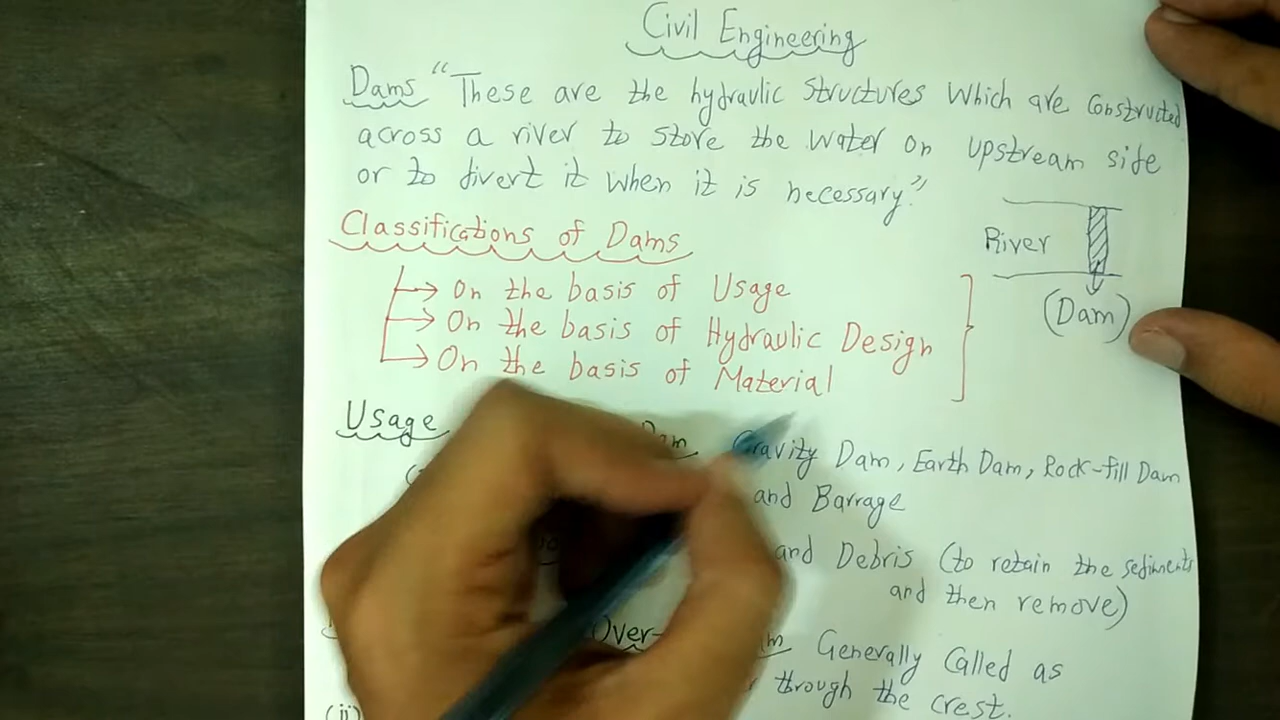 Civil Engineering
Dams "These are the hydraulic structures which are constructed
across a river to store the water on upstream side
or to divert it when it is necessary."
Classifications of Dams
River
(Dam)
On the basis of Usage
On the basis of Hydraulic Design
On the basis of Material
Usage
Dam Gravity Dam, Earth Dam, Rock-fill Dam
and Barrage
and Debris (to retain the sediments
and then remove)
Over- Generally called as
through the crest.
(ii)